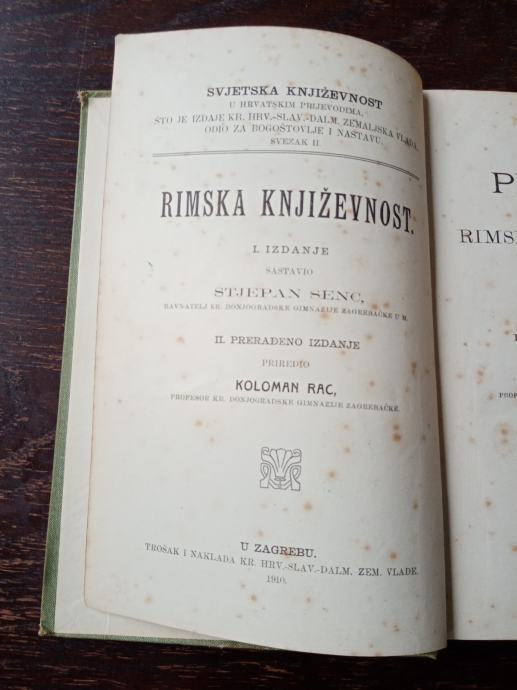 SVJETSKA KNJIŽEVNOST
U HRVATSKIM PRIJEVODIMA,
ŠTO JE IZDAJE KR. HRV.-SLAV.-DALM. ZEMALJSKA VLADA,
ODIO ZA BOGOŠTOVLJE I NASTAVU.
SVEZAK II.
RIMSKA KNJIŽEVNOST.
I. IZDANJE
SASTAVIO
STJEPAN SENC,
RAVNATELJ KR. DONJOGRADSKE GIMNAZIJE ZAGREBAČKE U M.
II. PRERAĐENO IZDANJE
PRIREDIO
KOLOMAN RAC,
PROFESOR KR. DONJOGRADSKE GIMNAZIJE ZAGREBAČKE.
U ZAGREBU.
TROŠAK I NAKLADA KR. HRV.-SLAV.-DALM. ZEM. VLADE.
1910.
P
RIMS
PROF